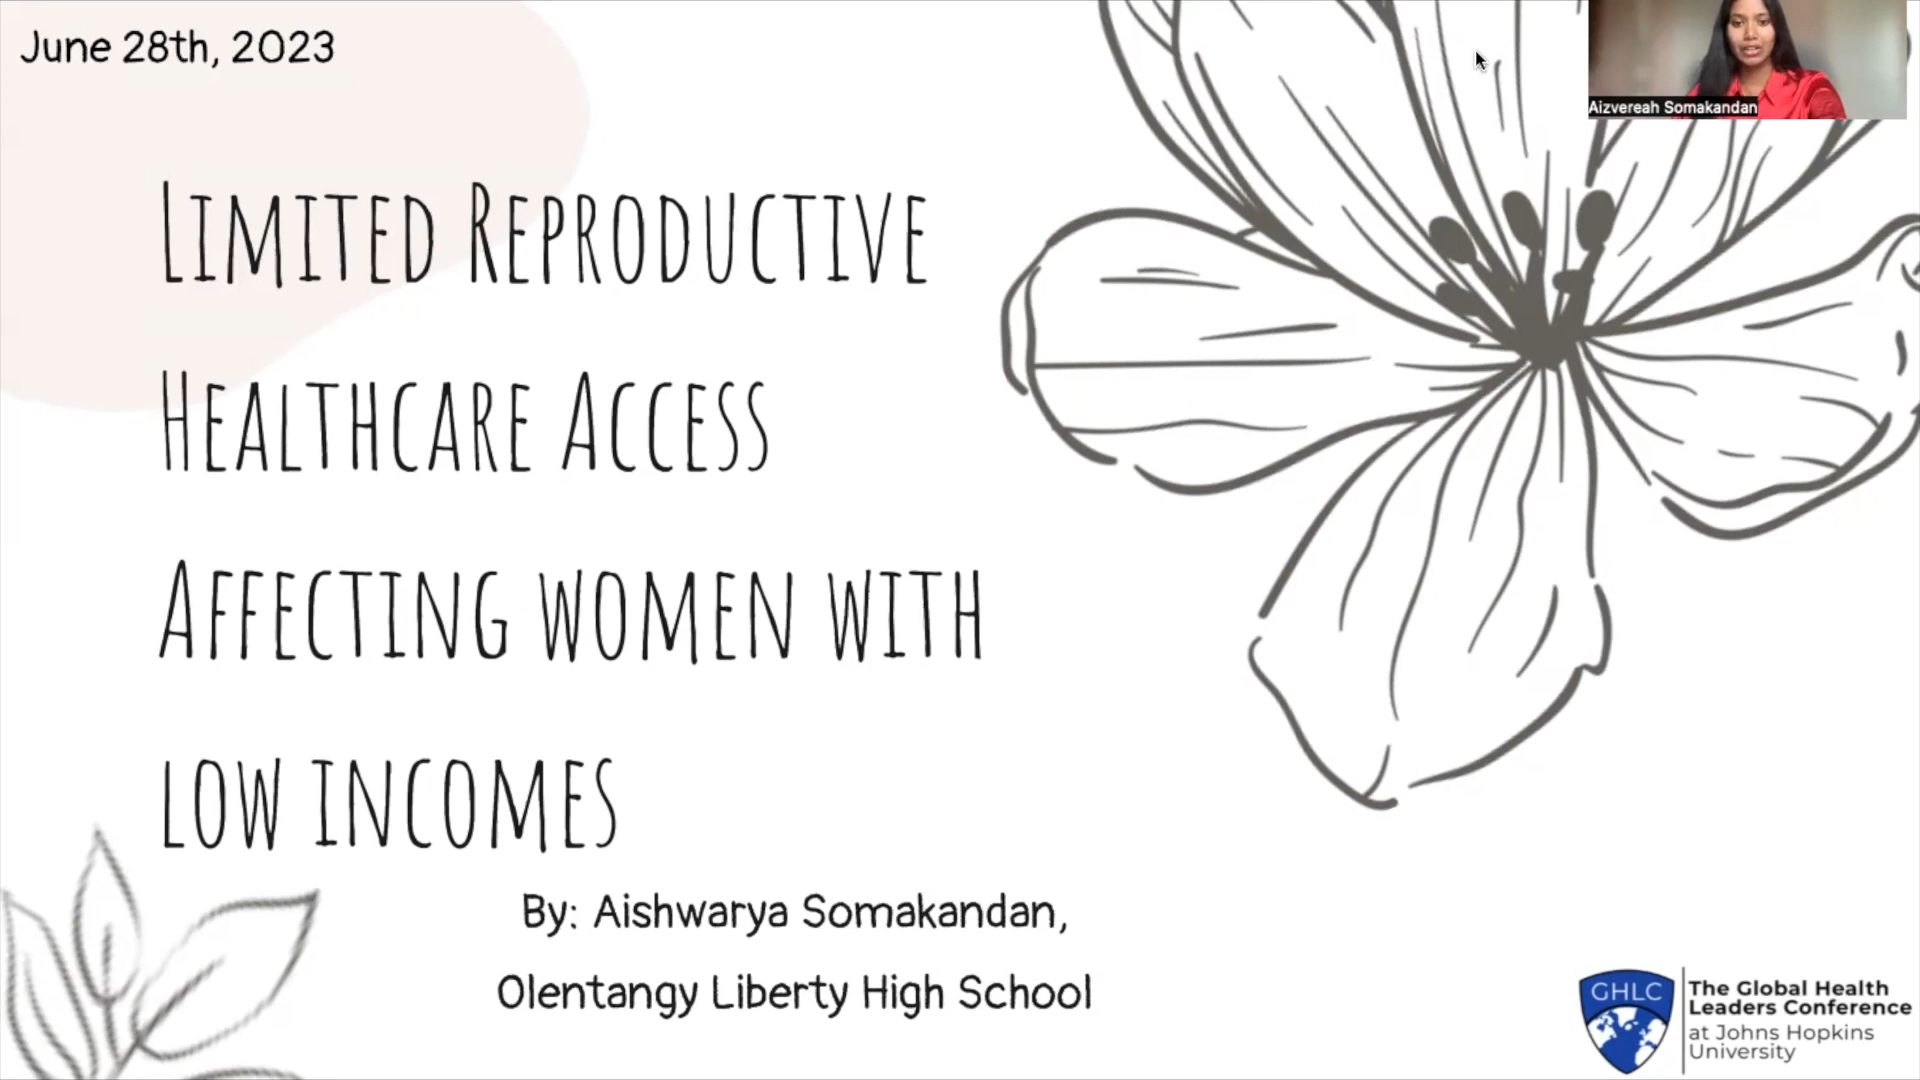 June 28th, 2023
Aizvereah Somakandan
Limited Reproductive
Healthcare Access
Affecting women with
low incomes
By: Aishwarya Somakandan,
Olentangy Liberty High School
GHLC
The Global Health
Leaders Conference
at Johns Hopkins
University